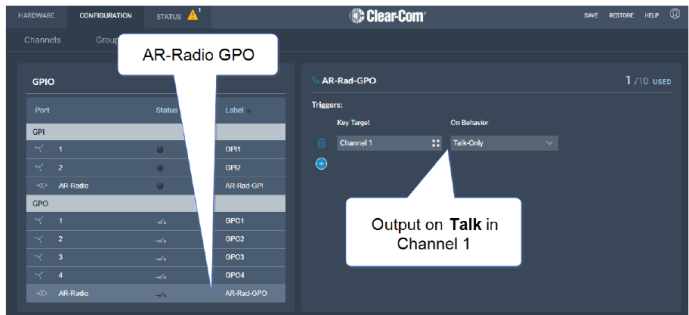 HARDWARE CONFIGURATION STATUS 1 Clear-Com SAVE RESTORE HELP
Channels Group
AR-Radio GPO
GPIO
Port Status Label
GPI
1 GPI1
2 GPI2
AR-Radio AR-Rad-GPI
GPO
1 GPO1
2 GPO2
3 GPO3
4 GPO4
AR-Radio AR-Rad-GPO
AR-Rad-GPO 1 /10 USED
Triggers:
Key Target On Behavior
Channel 1 Talk-Only
Output on Talk in
Channel 1